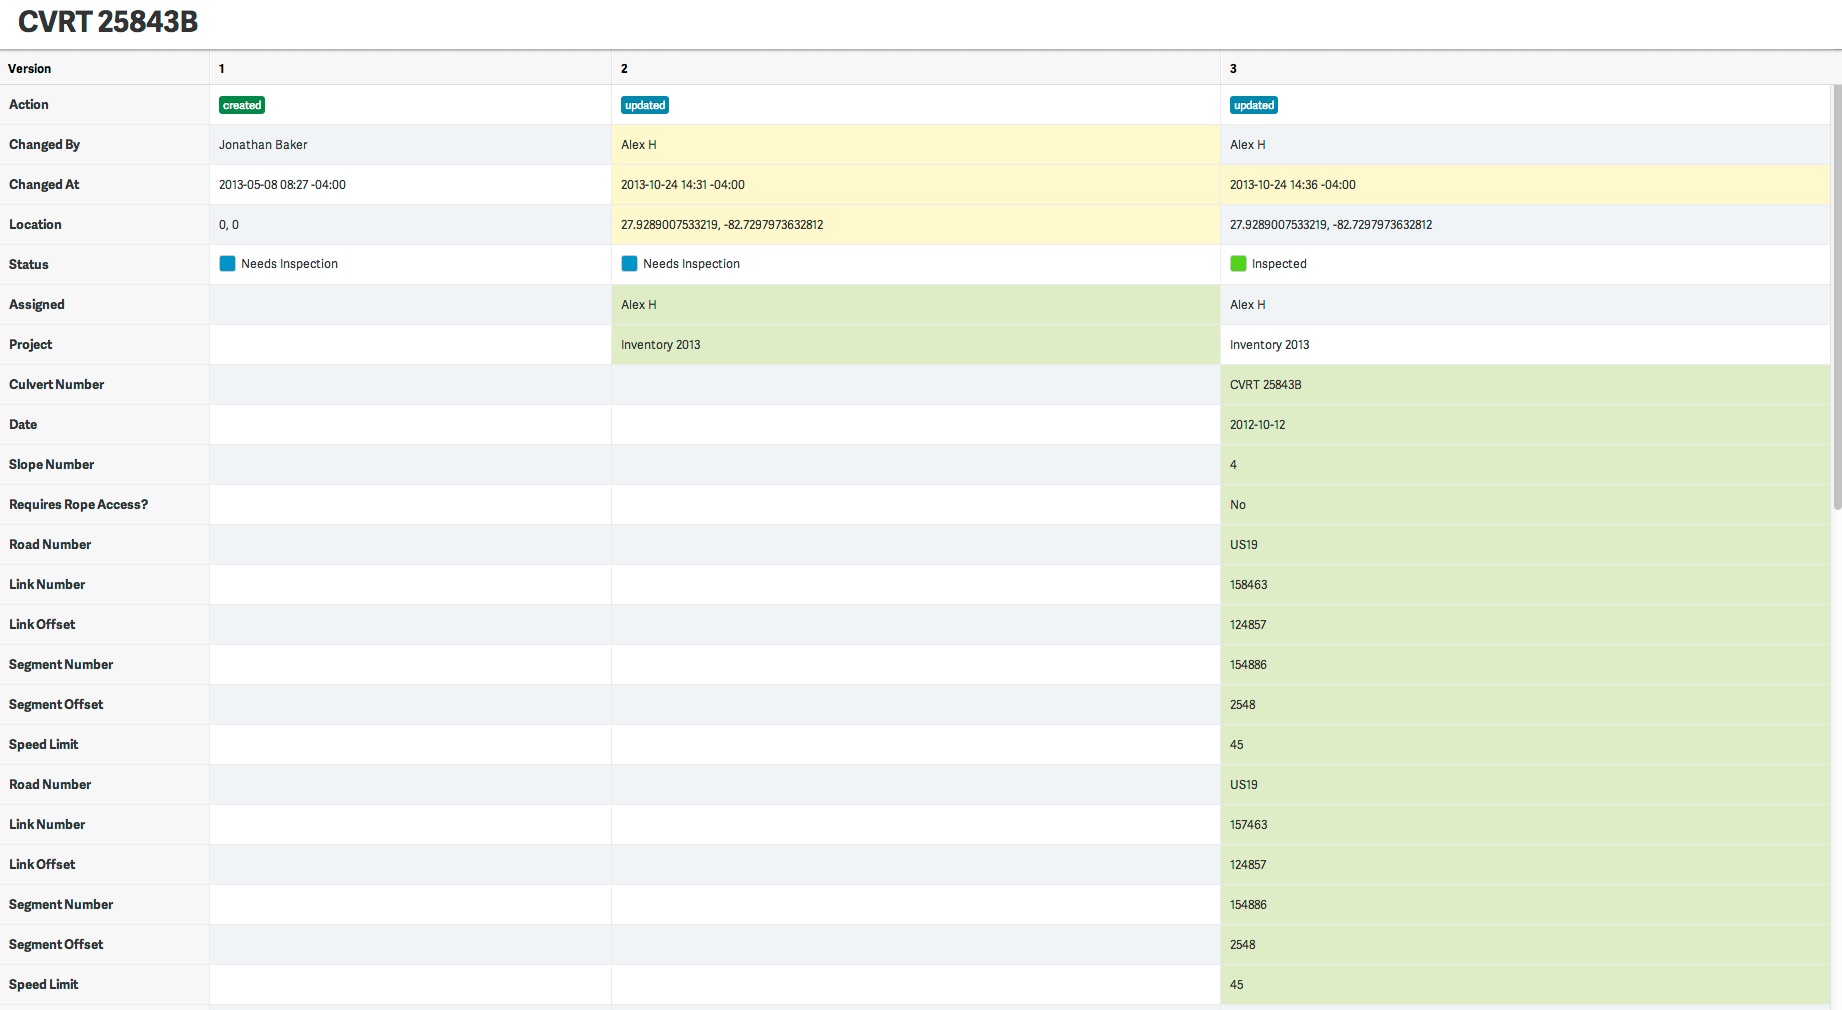 CVRT 25843B
Version 1 2 3
Action created updated updated
Changed By Jonathan Baker Alex H Alex H
Changed At 2013-05-08 08:27 -04:00 2013-10-24 14:31 -04:00 2013-10-24 14:36 -04:00
Location 0, 0 27.9289007533219, -82.7297973632812 27.9289007533219, -82.7297973632812
Status Needs Inspection Needs Inspection Inspected
Assigned Alex H Alex H
Project Inventory 2013 Inventory 2013
Culvert Number CVRT 25843B
Date 2012-10-12
Slope Number 4
Requires Rope Access? No
Road Number US19
Link Number 158463
Link Offset 124857
Segment Number 154886
Segment Offset 2548
Speed Limit 45
Road Number US19
Link Number 157463
Link Offset 124857
Segment Number 154886
Segment Offset 2548
Speed Limit 45